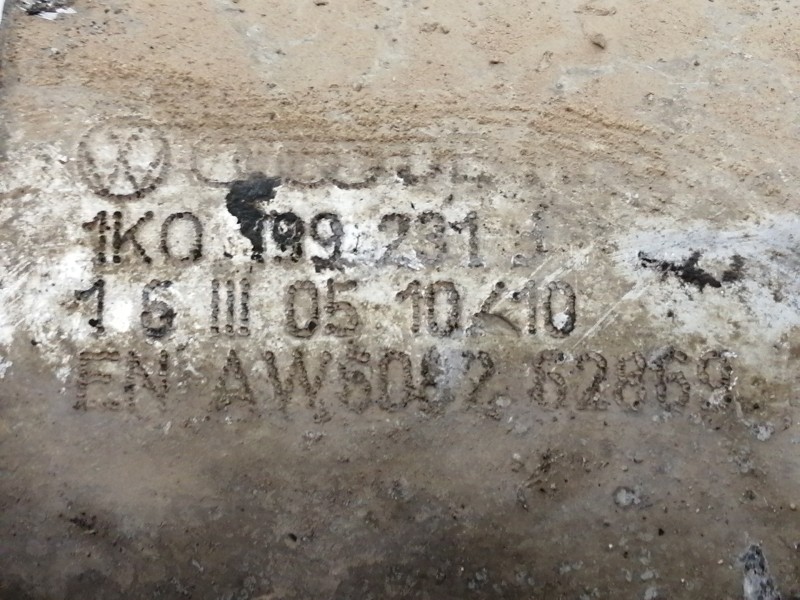 1K0 199 231 J
1 6 III 05 10<10
EN AW6082 62869